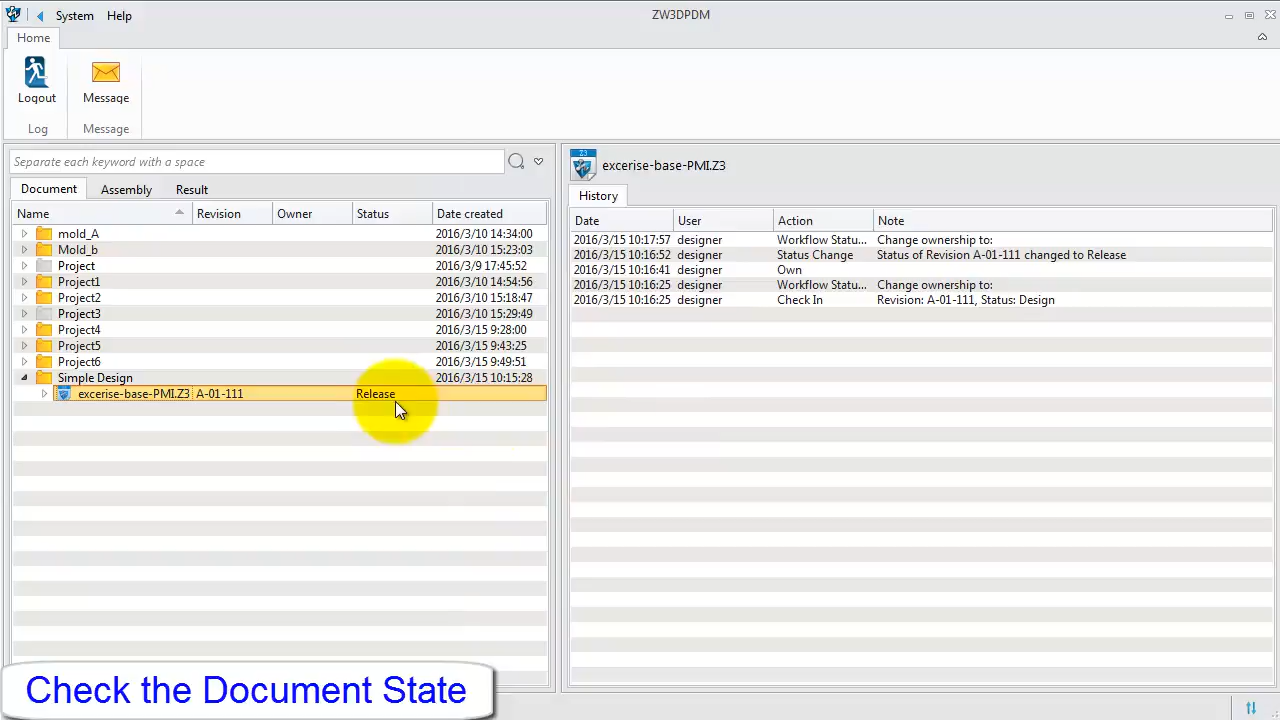 System Help ZW3DPDM
Home
Logout Message
Log Message
Separate each keyword with a space
Document Assembly Result
Name Revision Owner Status Date created
mold_A 2016/3/10 14:34:00
Mold_b 2016/3/10 15:23:03
Project 2016/3/9 17:45:52
Project1 2016/3/10 14:54:56
Project2 2016/3/10 15:18:47
Project3 2016/3/10 15:29:49
Project4 2016/3/15 9:28:00
Project5 2016/3/15 9:43:25
Project6 2016/3/15 9:49:51
Simple Design 2016/3/15 10:15:28
excerise-base-PMI.Z3 A-01-111 Release
Z3
excerise-base-PMI.Z3
History
Date User Action Note
2016/3/15 10:17:57 designer Workflow Statu... Change ownership to:
2016/3/15 10:16:52 designer Status Change Status of Revision A-01-111 changed to Release
2016/3/15 10:16:41 designer Own
2016/3/15 10:16:25 designer Workflow Statu... Change ownership to:
2016/3/15 10:16:25 designer Check In Revision: A-01-111, Status: Design
Check the Document State